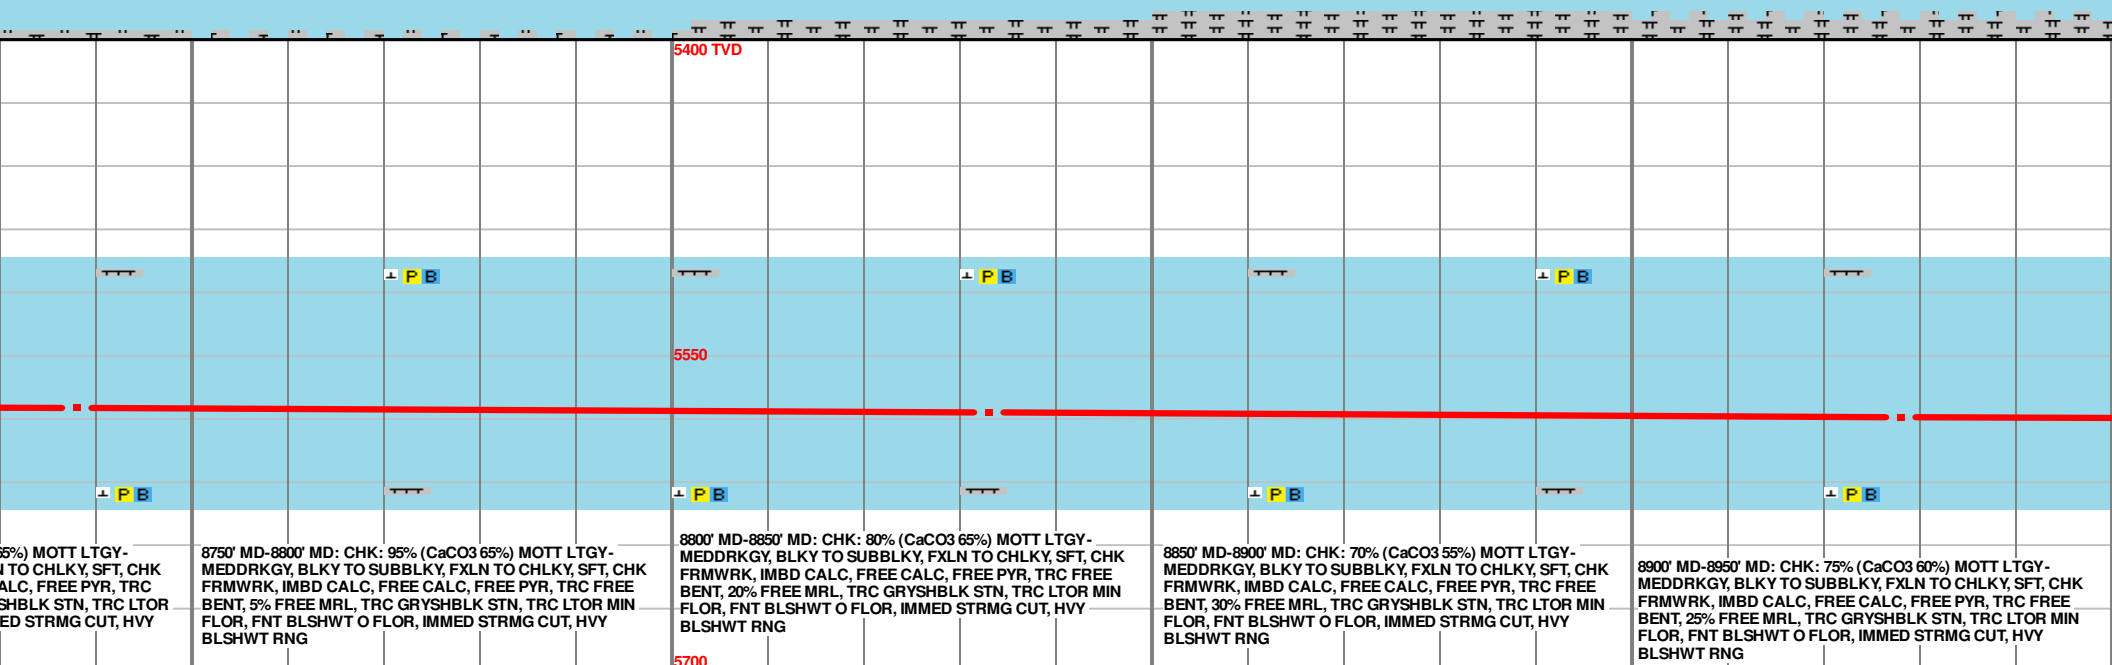 5400 TVD
P B
P B
P B
5550
P B
P B
P B
P B
65%) MOTT LTGY-
TO CHLKY, SFT, CHK
FREE PYR, TRC
STN, TRC LTOR
STRMG CUT, HVY
8750' MD-8800' MD: CHK: 95% (CaCO3 65%) MOTT LTGY-
MEDDRKGY, BLKY TO SUBBLKY, FXLN TO CHLKY, SFT, CHK
FRMWRK, IMBD CALC, FREE CALC, FREE PYR, TRC FREE
BENT, 5% FREE MRL, TRC GRYSHBLK STN, TRC LTOR MIN
FLOR, FNT BLSHWT O FLOR, IMMED STRMG CUT, HVY
BLSHWT RNG
8800' MD-8850' MD: CHK: 80% (CaCO3 65%) MOTT LTGY-
MEDDRKGY, BLKY TO SUBBLKY, FXLN TO CHLKY, SFT, CHK
FRMWRK, IMBD CALC, FREE CALC, FREE PYR, TRC FREE
BENT, 20% FREE MRL, TRC GRYSHBLK STN, TRC LTOR MIN
FLOR, FNT BLSHWT O FLOR, IMMED STRMG CUT, HVY
BLSHWT RNG
8850' MD-8900' MD: CHK: 70% (CaCO3 55%) MOTT LTGY-
MEDDRKGY, BLKY TO SUBBLKY, FXLN TO CHLKY, SFT, CHK
FRMWRK, IMBD CALC, FREE CALC, FREE PYR, TRC FREE
BENT, 30% FREE MRL, TRC GRYSHBLK STN, TRC LTOR MIN
FLOR, FNT BLSHWT O FLOR, IMMED STRMG CUT, HVY
BLSHWT RNG
8900' MD-8950' MD: CHK: 75% (CaCO3 60%) MOTT LTGY-
MEDDRKGY, BLKY TO SUBBLKY, FXLN TO CHLKY, SFT, CHK
FRMWRK, IMBD CALC, FREE CALC, FREE PYR, TRC FREE
BENT, 25% FREE MRL, TRC GRYSHBLK STN, TRC LTOR MIN
FLOR, FNT BLSHWT O FLOR, IMMED STRMG CUT, HVY
BLSHWT RNG
5700